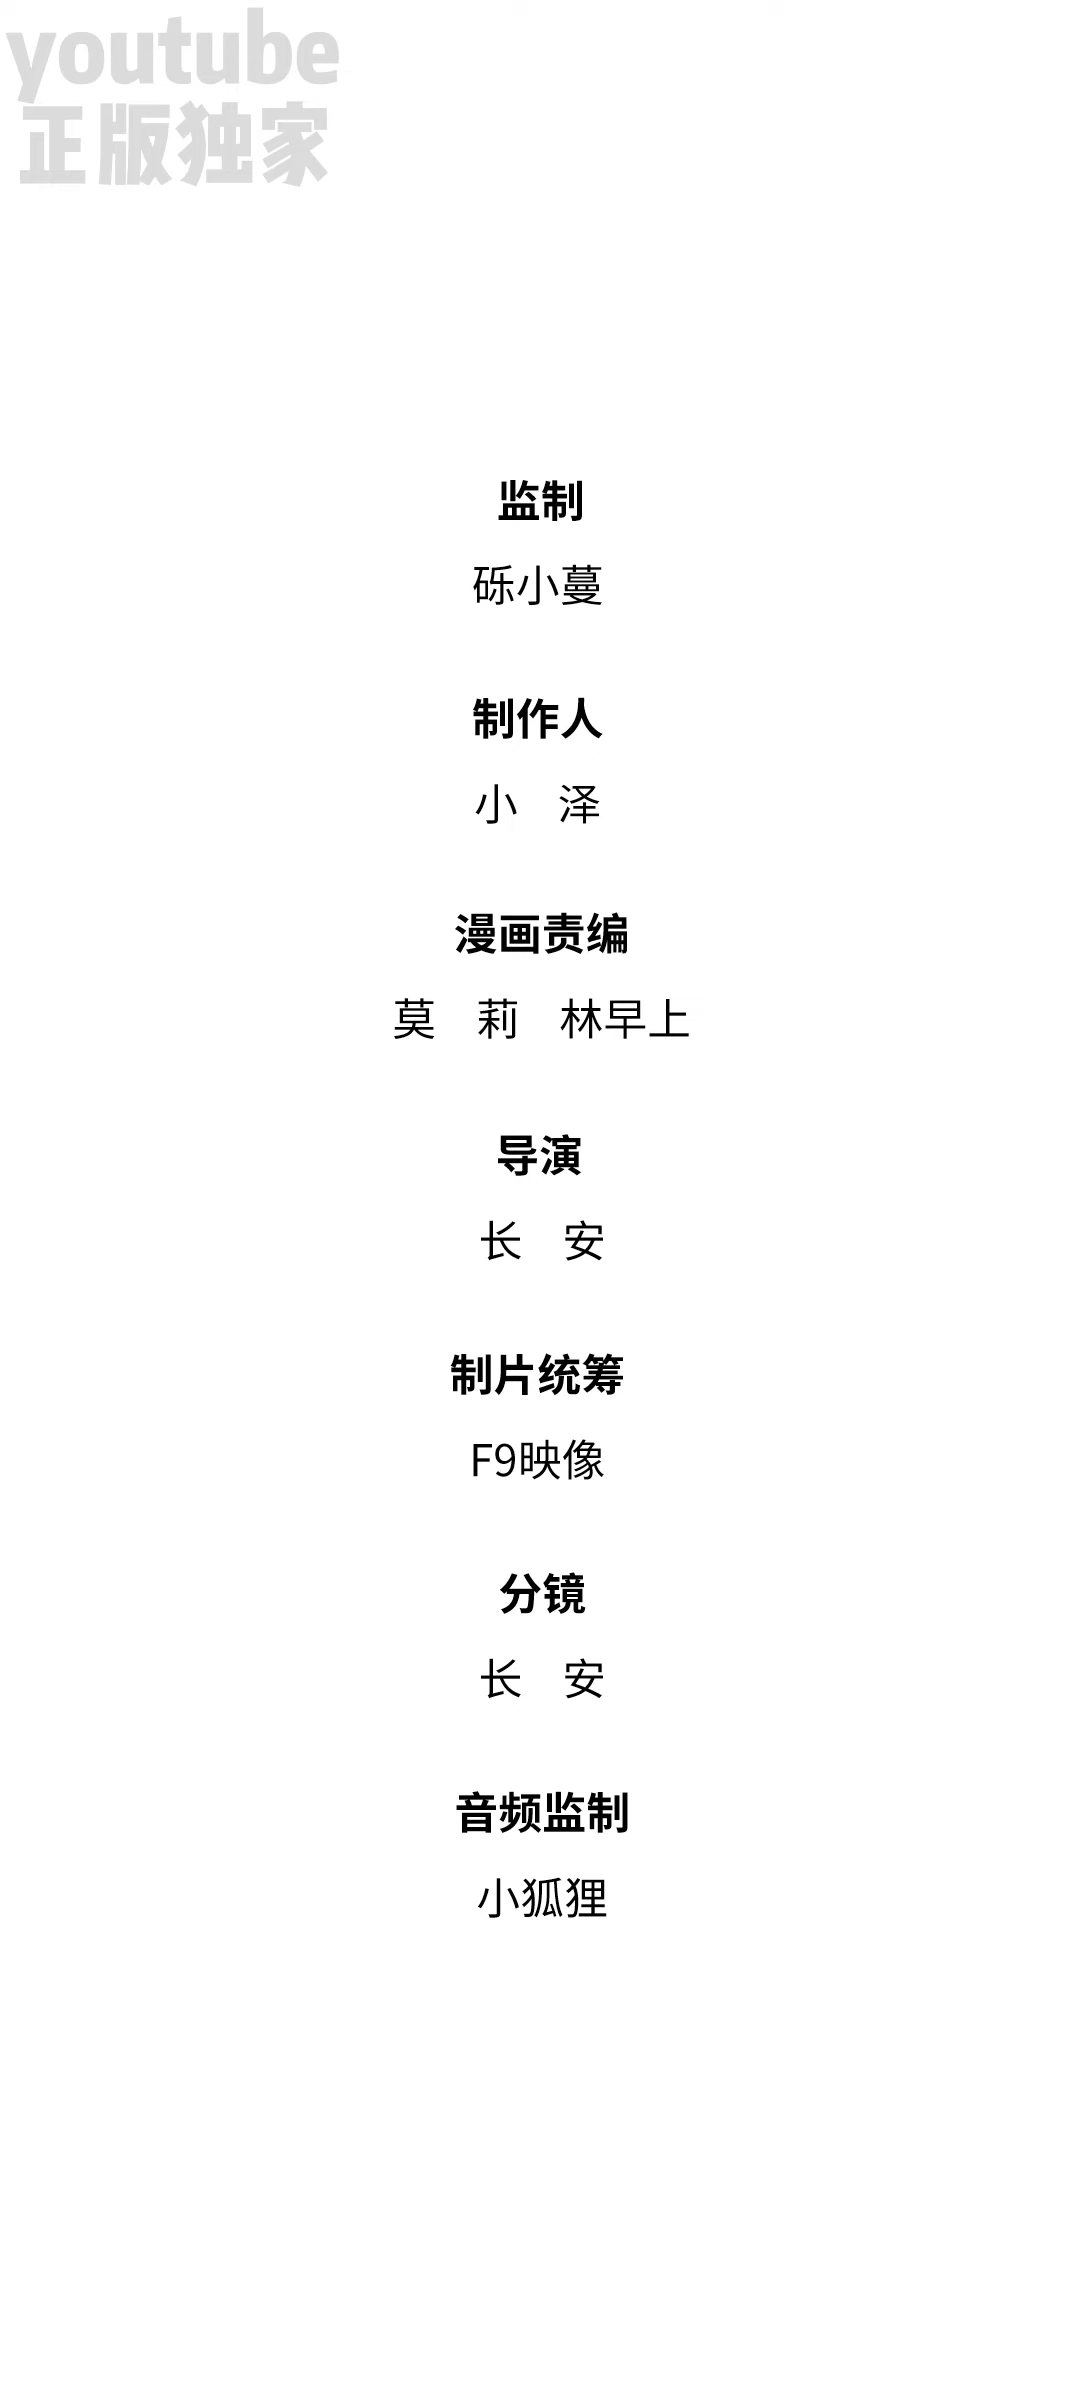 youtube
正版独家
监制
砾小蔓
制作人
小　泽
漫画责编
莫　莉　林早上
导演
长　安
制片统筹
F9映像
分镜
长　安
音频监制
小狐狸